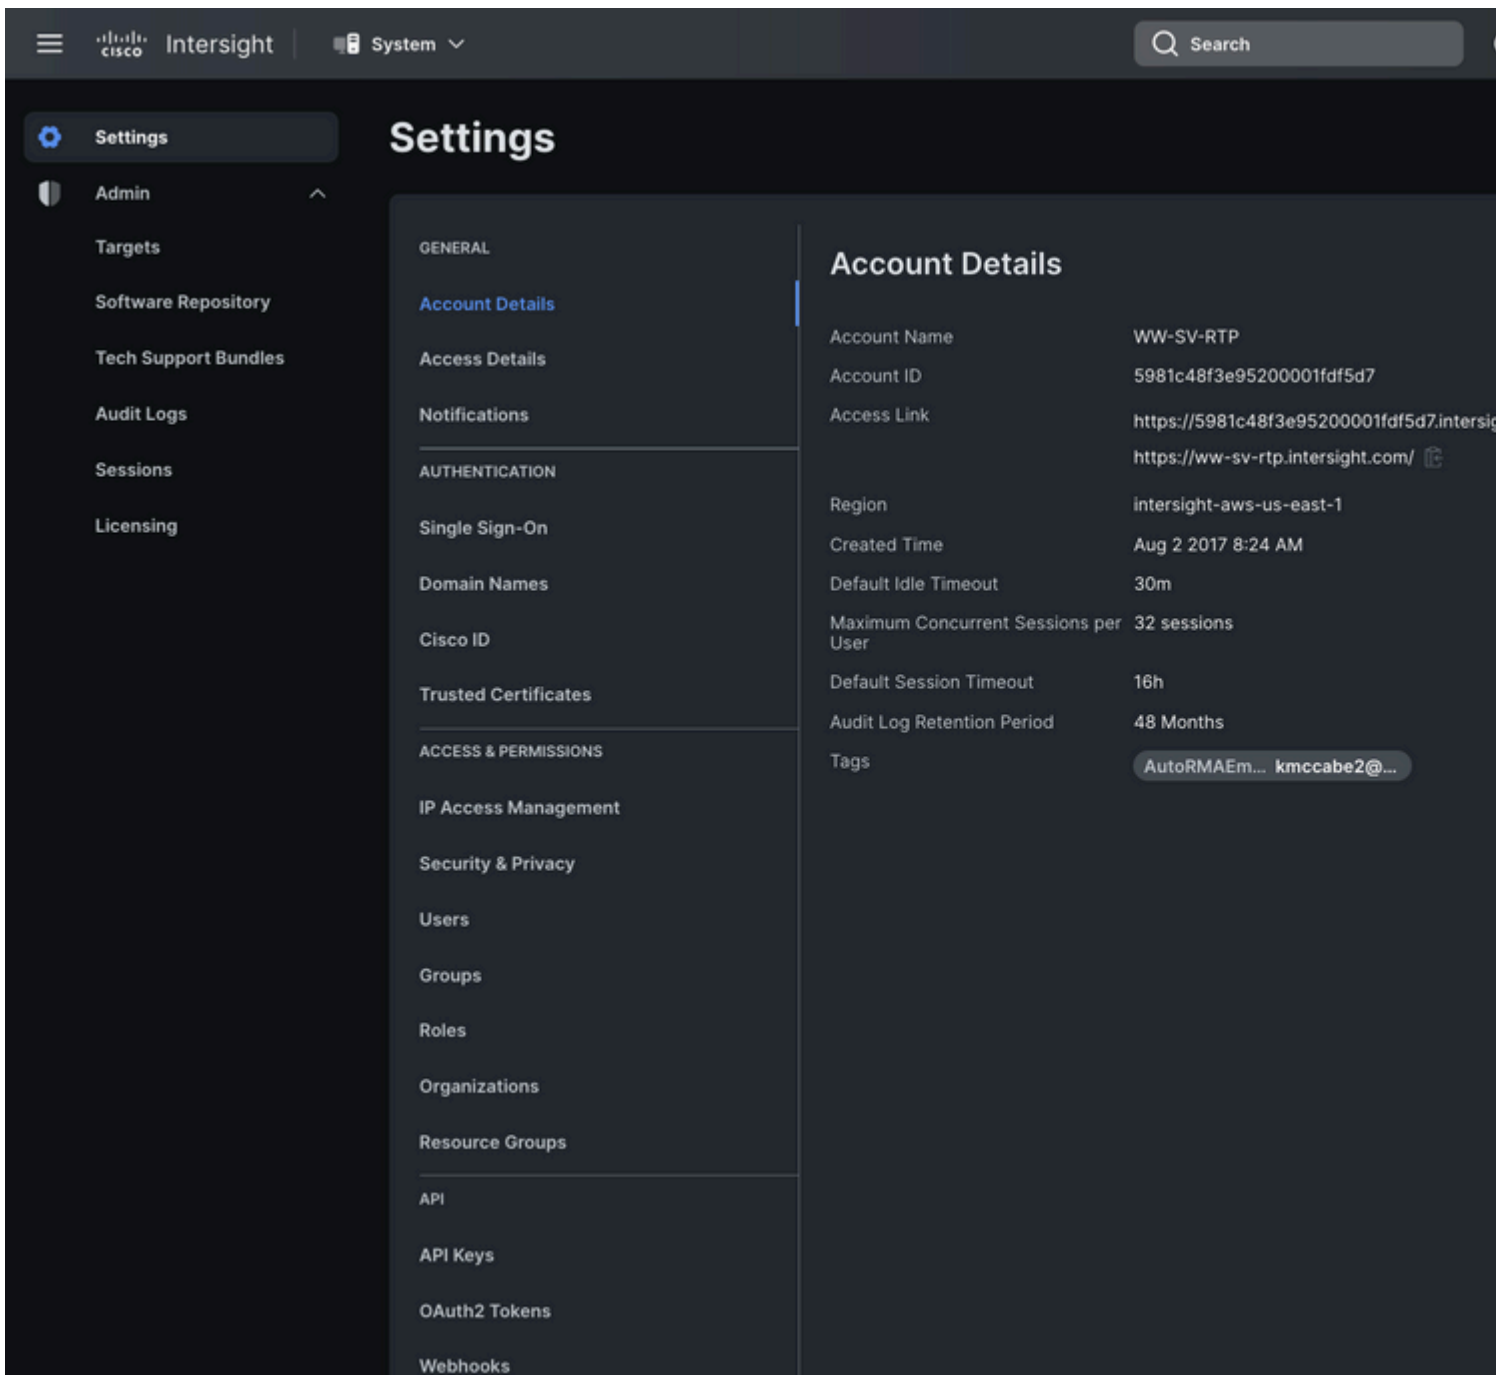 cisco Intersight System
Search
Settings
Admin
Targets
Software Repository
Tech Support Bundles
Audit Logs
Sessions
Licensing
Settings
GENERAL
Account Details
Access Details
Notifications
AUTHENTICATION
Single Sign-On
Domain Names
Cisco ID
Trusted Certificates
ACCESS & PERMISSIONS
IP Access Management
Security & Privacy
Users
Groups
Roles
Organizations
Resource Groups
API
API Keys
OAuth2 Tokens
Webhooks
Account Details
Account Name WW-SV-RTP
Account ID 5981c48f3e95200001fdf5d7
Access Link https://5981c48f3e95200001fdf5d7.intersig
https://ww-sv-rtp.intersight.com/
Region intersight-aws-us-east-1
Created Time Aug 2 2017 8:24 AM
Default Idle Timeout 30m
Maximum Concurrent Sessions per 32 sessions
User
Default Session Timeout 16h
Audit Log Retention Period 48 Months
Tags AutoRMAEm... kmccabe2@...